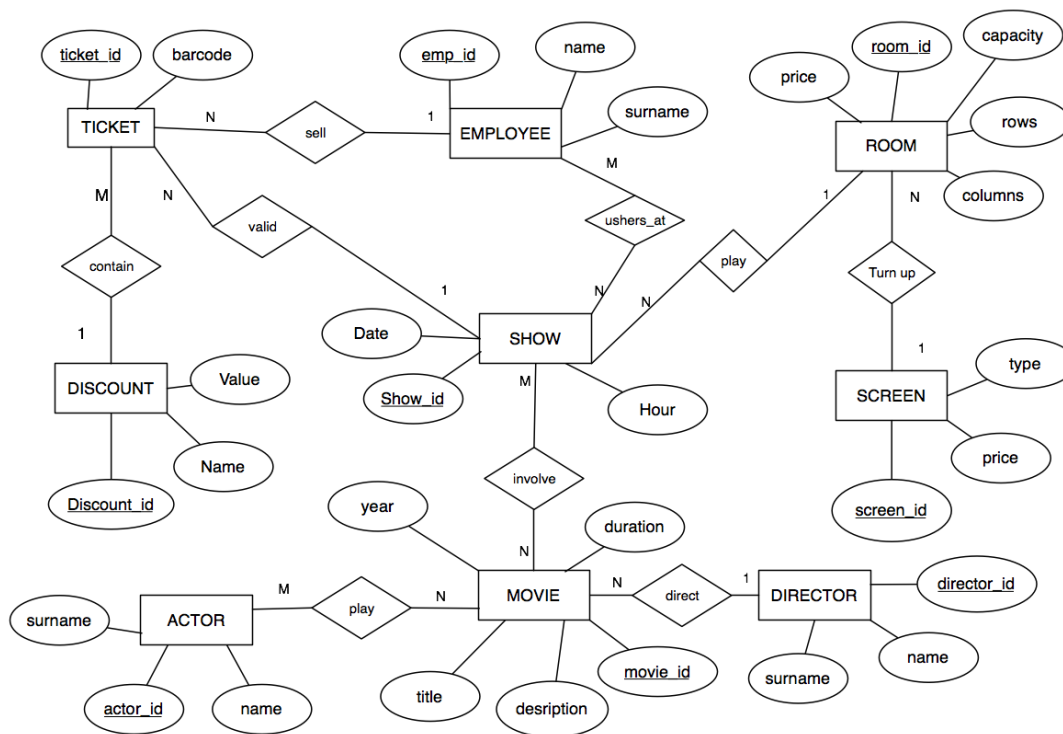 ticket_id
barcode
emp_id
name
room_id
capacity
price
surname
rows
columns
TICKET
N
sell
1
EMPLOYEE
ROOM
M
N
valid
M
ushers_at
1
N
play
contain
Turn up
1
1
N
N
1
Date
SHOW
type
DISCOUNT
Value
Show_id
M
Hour
SCREEN
Name
price
Discount_id
involve
screen_id
year
duration
N
surname
ACTOR
M
play
N
MOVIE
N
direct
1
DIRECTOR
director_id
actor_id
name
title
desription
movie_id
surname
name